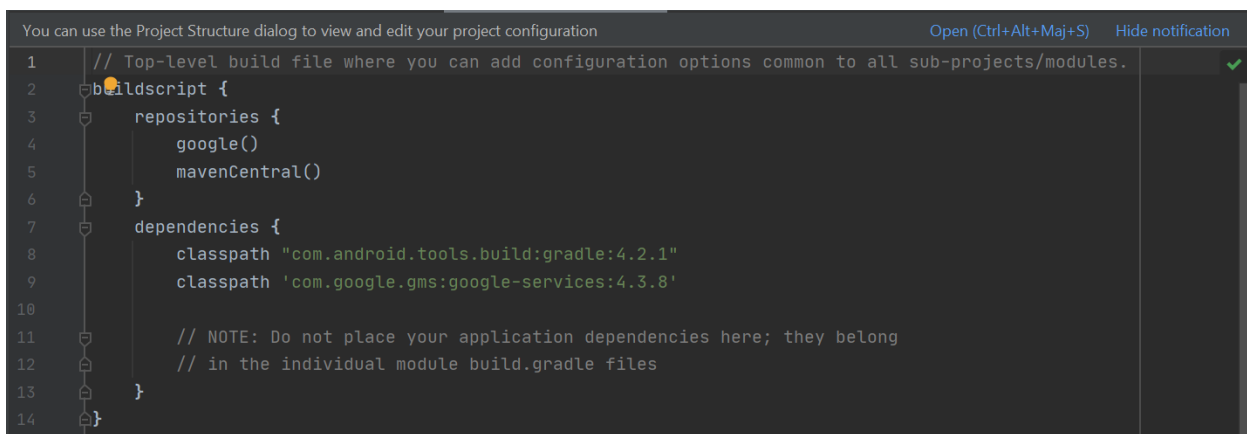 You can use the Project Structure dialog to view and edit your project configuration Open (Ctrl+Alt+Maj+S) Hide notification
1 // Top-level build file where you can add configuration options common to all sub-projects/modules.
2 buildscript {
3 repositories {
4 google()
5 mavenCentral()
6 }
7 dependencies {
8 classpath "com.android.tools.build:gradle:4.2.1"
9 classpath 'com.google.gms:google-services:4.3.8'
10
11 // NOTE: Do not place your application dependencies here; they belong
12 // in the individual module build.gradle files
13 }
14 }